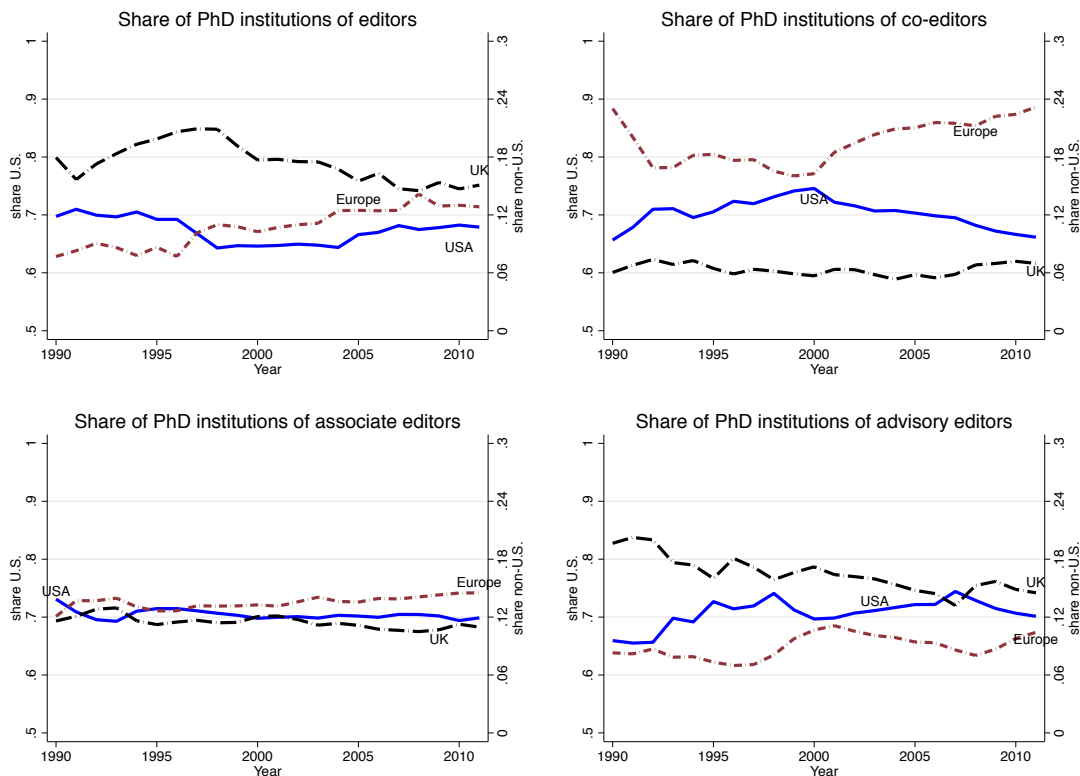 Share of PhD institutions of editors
1
.9
.8
.7
.6
.5
share U.S.
.3
.24
.18
.12
.06
0
share non-U.S.
UK
Europe
USA
1990
1995
2000
2005
2010
Year
Share of PhD institutions of co-editors
1
.9
.8
.7
.6
.5
share U.S.
.3
.24
.18
.12
.06
0
share non-U.S.
Europe
USA
UK
1990
1995
2000
2005
2010
Year
Share of PhD institutions of associate editors
1
.9
.8
.7
.6
.5
share U.S.
.3
.24
.18
.12
.06
0
share non-U.S.
USA
Europe
UK
1990
1995
2000
2005
2010
Year
Share of PhD institutions of advisory editors
1
.9
.8
.7
.6
.5
share U.S.
.3
.24
.18
.12
.06
0
share non-U.S.
UK
USA
Europe
1990
1995
2000
2005
2010
Year